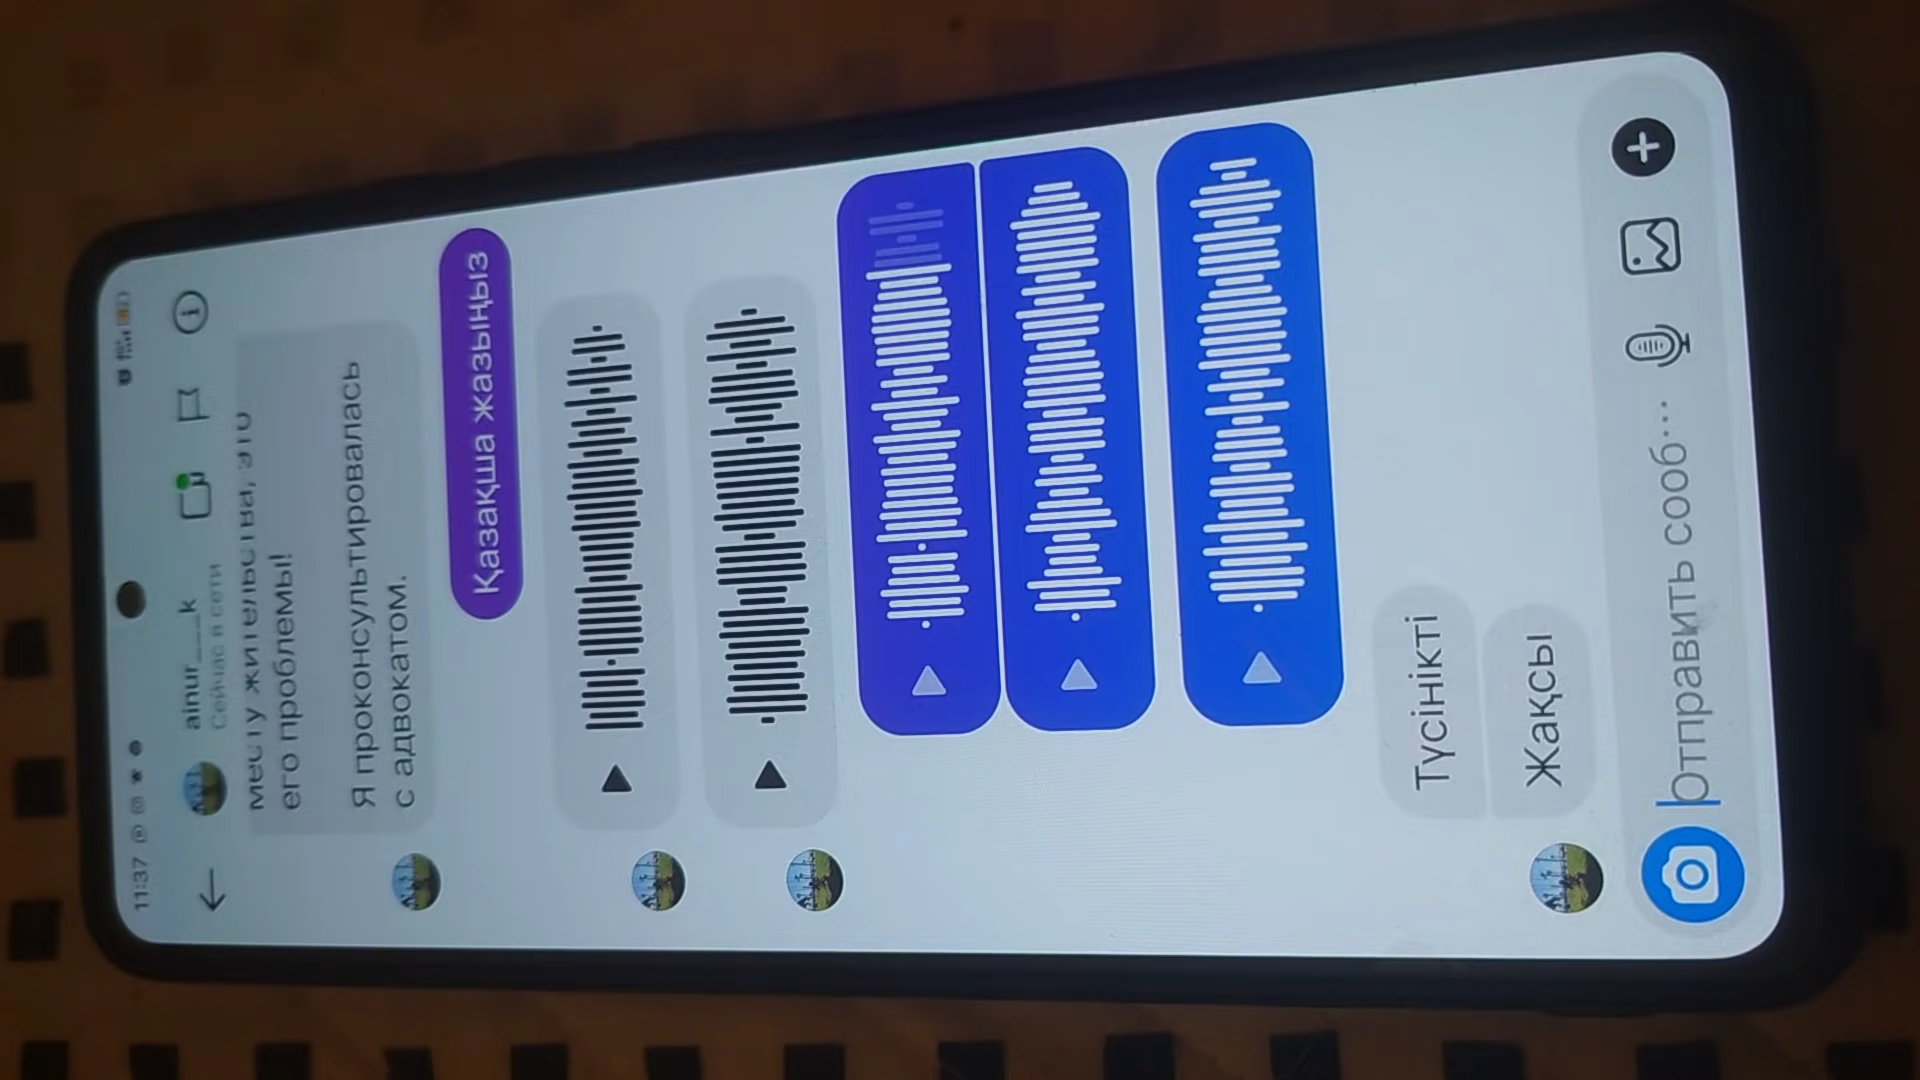 11:37
ainur___k
Сейчас в сети
месту жительства, это
его проблемы!
Я проконсультировалась
с адвокатом.
Қазақша жазыңыз
Түсінікті
Жақсы
Отправить сооб...